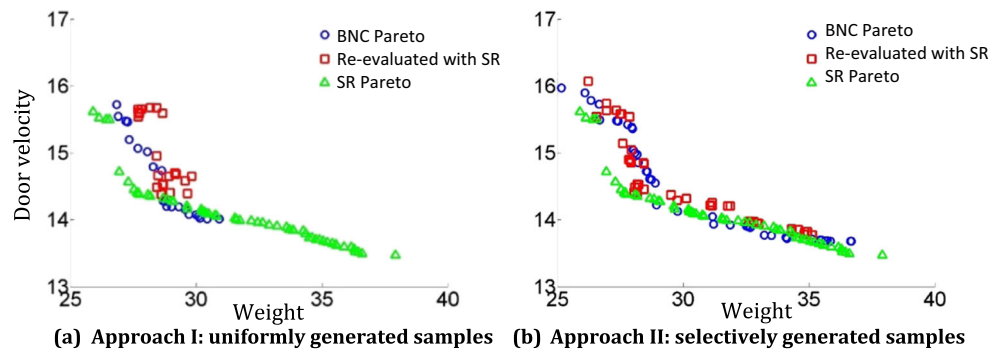 17
16
15
14
13
25
30
35
40
Door velocity
Weight
BNC Pareto
Re-evaluated with SR
SR Pareto
(a) Approach I: uniformly generated samples
17
16
15
14
13
25
30
35
40
Weight
BNC Pareto
Re-evaluated with SR
SR Pareto
(b) Approach II: selectively generated samples